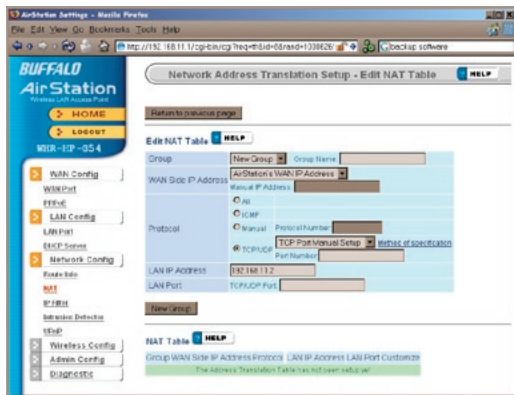 AirStation Settings - Mozilla Firefox
File Edit View Go Bookmarks Tools Help
http://192.168.11.1/cgi-bin/cgi?req=
backup software
BUFFALO
AirStation
Wireless LAN Access Point
HOME
LOGOUT
WHR-HP-G54
WAN Config
WAN Port
PPPoE
LAN Config
LAN Port
DHCP Server
Network Config
Route Info
NAT
IP Filter
Intrusion Detector
UPnP
Wireless Config
Admin Config
Diagnostic
Network Address Translation Setup - Edit NAT Table
HELP
Return to previous page
Edit NAT Table HELP
Group New Group Group Name:
WAN Side IP Address AirStation's WAN IP Address
Manual IP Address:
Protocol
All
ICMP
Manual Protocol Number:
TCP/UDP TCP Port Manual Setup Method of specification
Port Number:
LAN IP Address 192.168.11.2
LAN Port TCP/UDP Port:
New Group
NAT Table HELP
Group WAN Side IP Address Protocol LAN IP Address LAN Port Customize
The Address Translation Table has not been setup yet